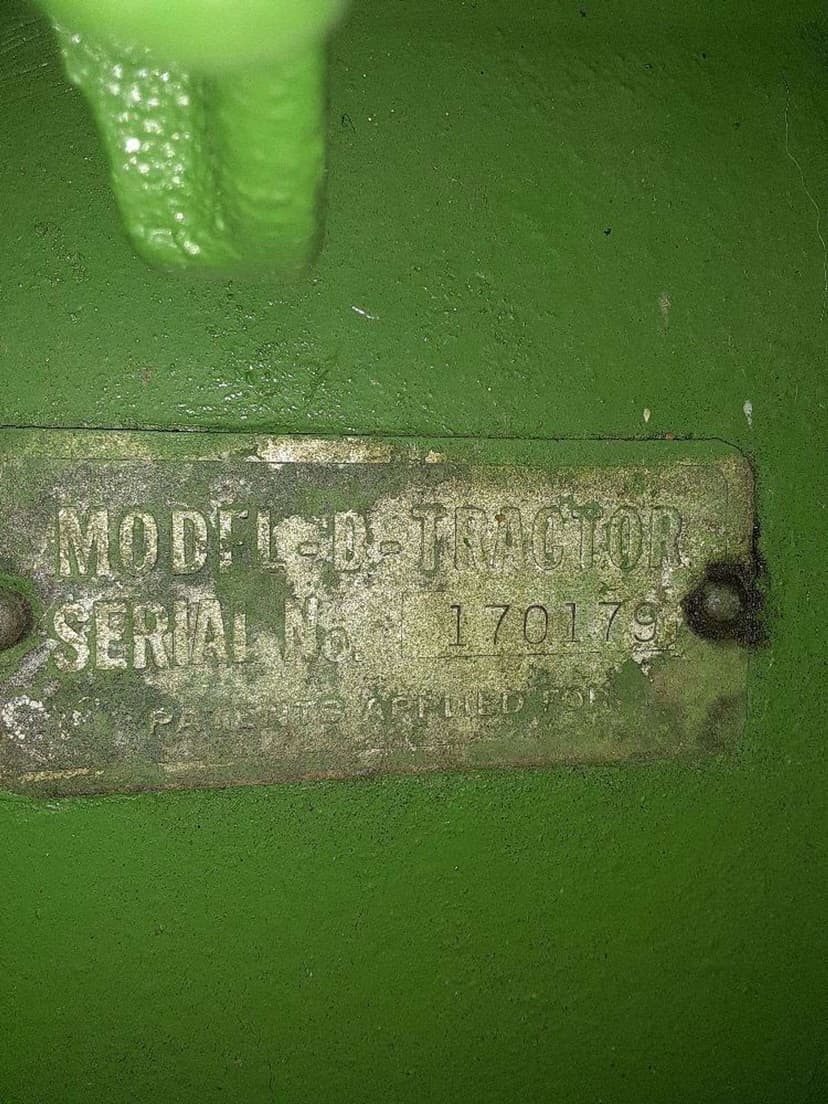 MODEL-D-TRACTOR
SERIAL No. 170179
PATENTS APPLIED FOR